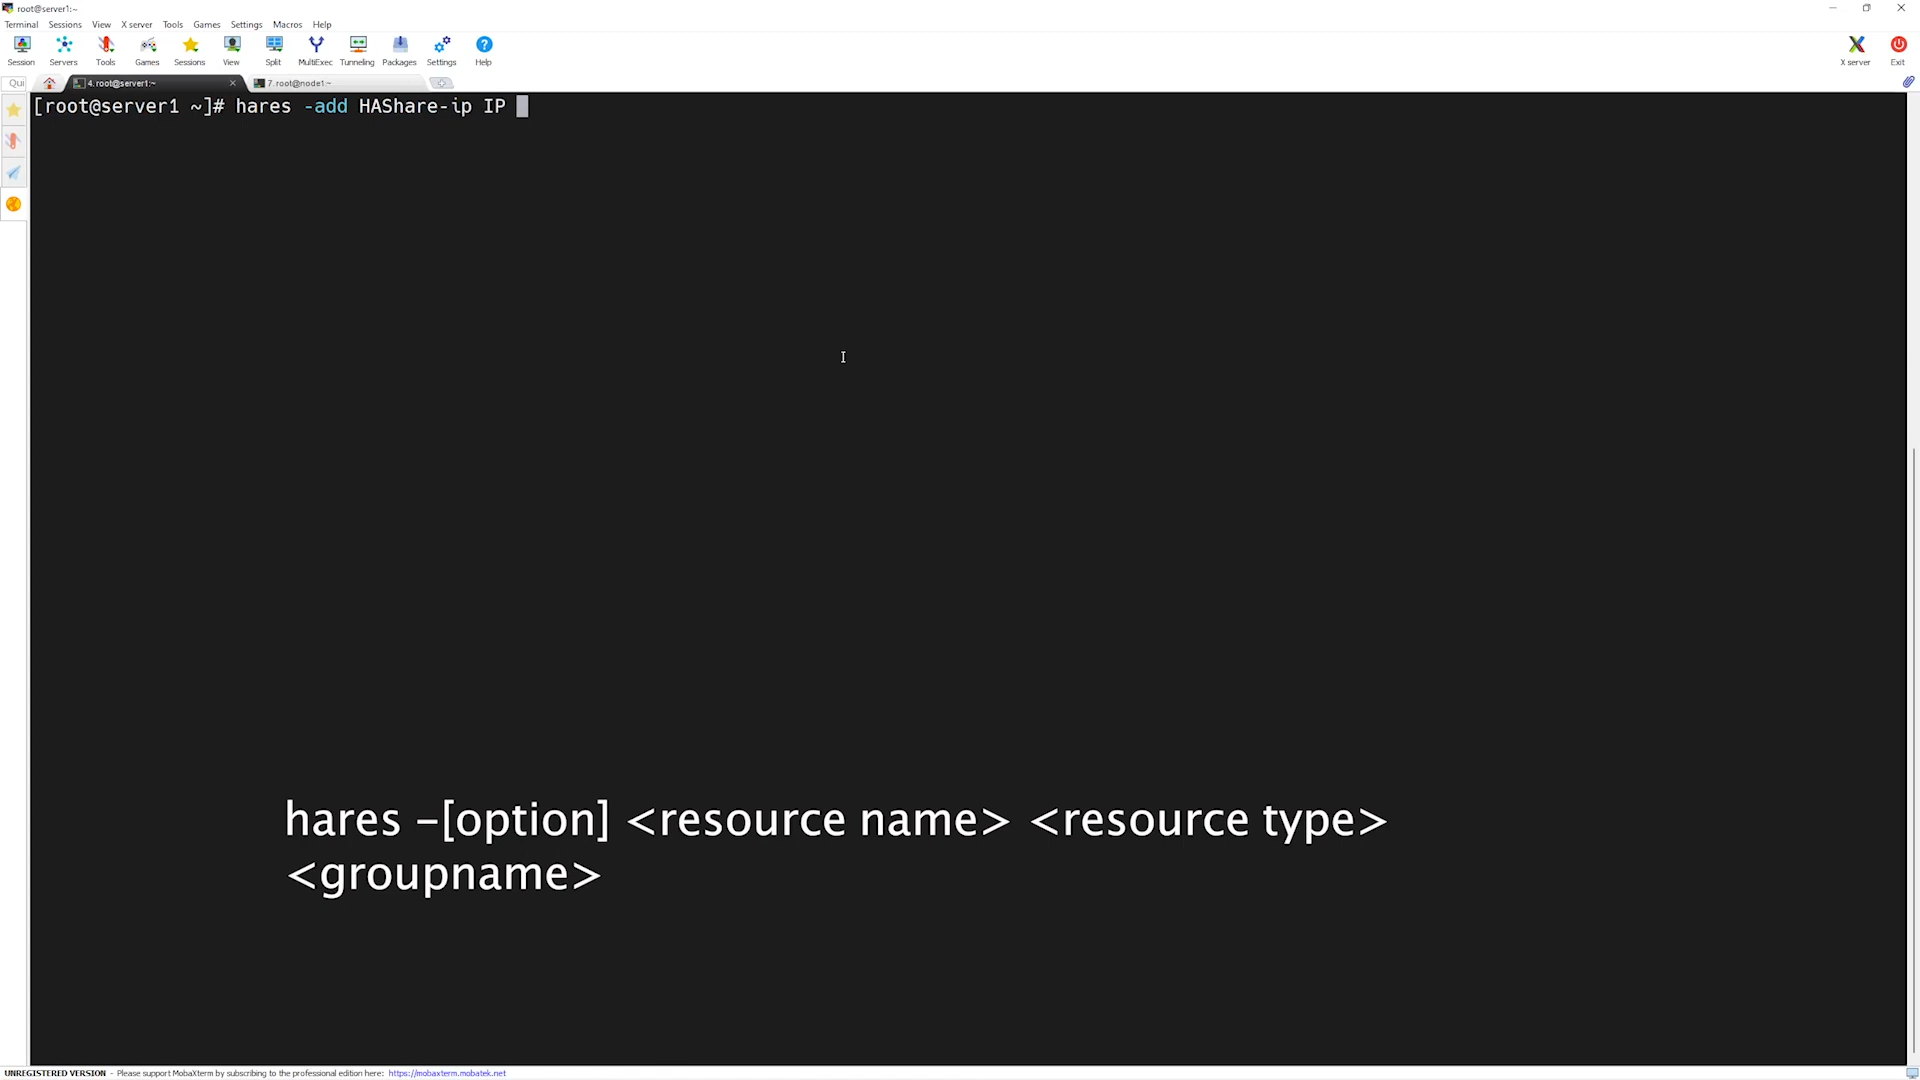 root@server1:~
Terminal Sessions View X server Tools Games Settings Macros Help
Session Servers Tools Games Sessions View Split MultiExec Tunneling Packages Settings Help X server Exit
Qui 4. root@server1:~ 7. root@node1:~
[root@server1 ~]# hares -add HAShare-ip IP
hares -[option] <resource name> <resource type>
<groupname>
UNREGISTERED VERSION - Please support MobaXterm by subscribing to the professional edition here: https://mobaxterm.mobatek.net